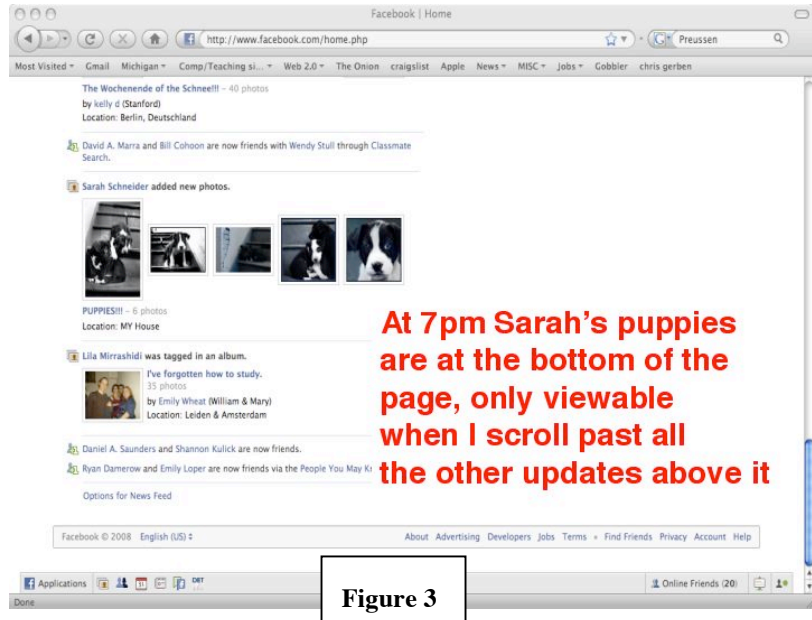 Facebook | Home
http://www.facebook.com/home.php
Preussen
Most Visited Gmail Michigan Comp/Teaching si... Web 2.0 The Onion craigslist Apple News MISC Jobs Gobbler chris gerben
The Wochenende of the Schnee!!! – 40 photos
by kelly d (Stanford)
Location: Berlin, Deutschland
David A. Marra and Bill Cohoon are now friends with Wendy Stull through Classmate
Search.
Sarah Schneider added new photos.
PUPPIES!!! – 6 photos
Location: MY House
At 7pm Sarah's puppies
are at the bottom of the
page, only viewable
when I scroll past all
the other updates above it
Lila Mirrashidi was tagged in an album.
I've forgotten how to study.
35 photos
by Emily Wheat (William & Mary)
Location: Leiden & Amsterdam
Daniel A. Saunders and Shannon Kulick are now friends.
Ryan Damerow and Emily Loper are now friends via the People You May
Options for News Feed
Facebook © 2008 English (US) About Advertising Developers Jobs Terms Find Friends Privacy Account Help
Applications 31 DBT Online Friends (20) 1
Done
Figure 3